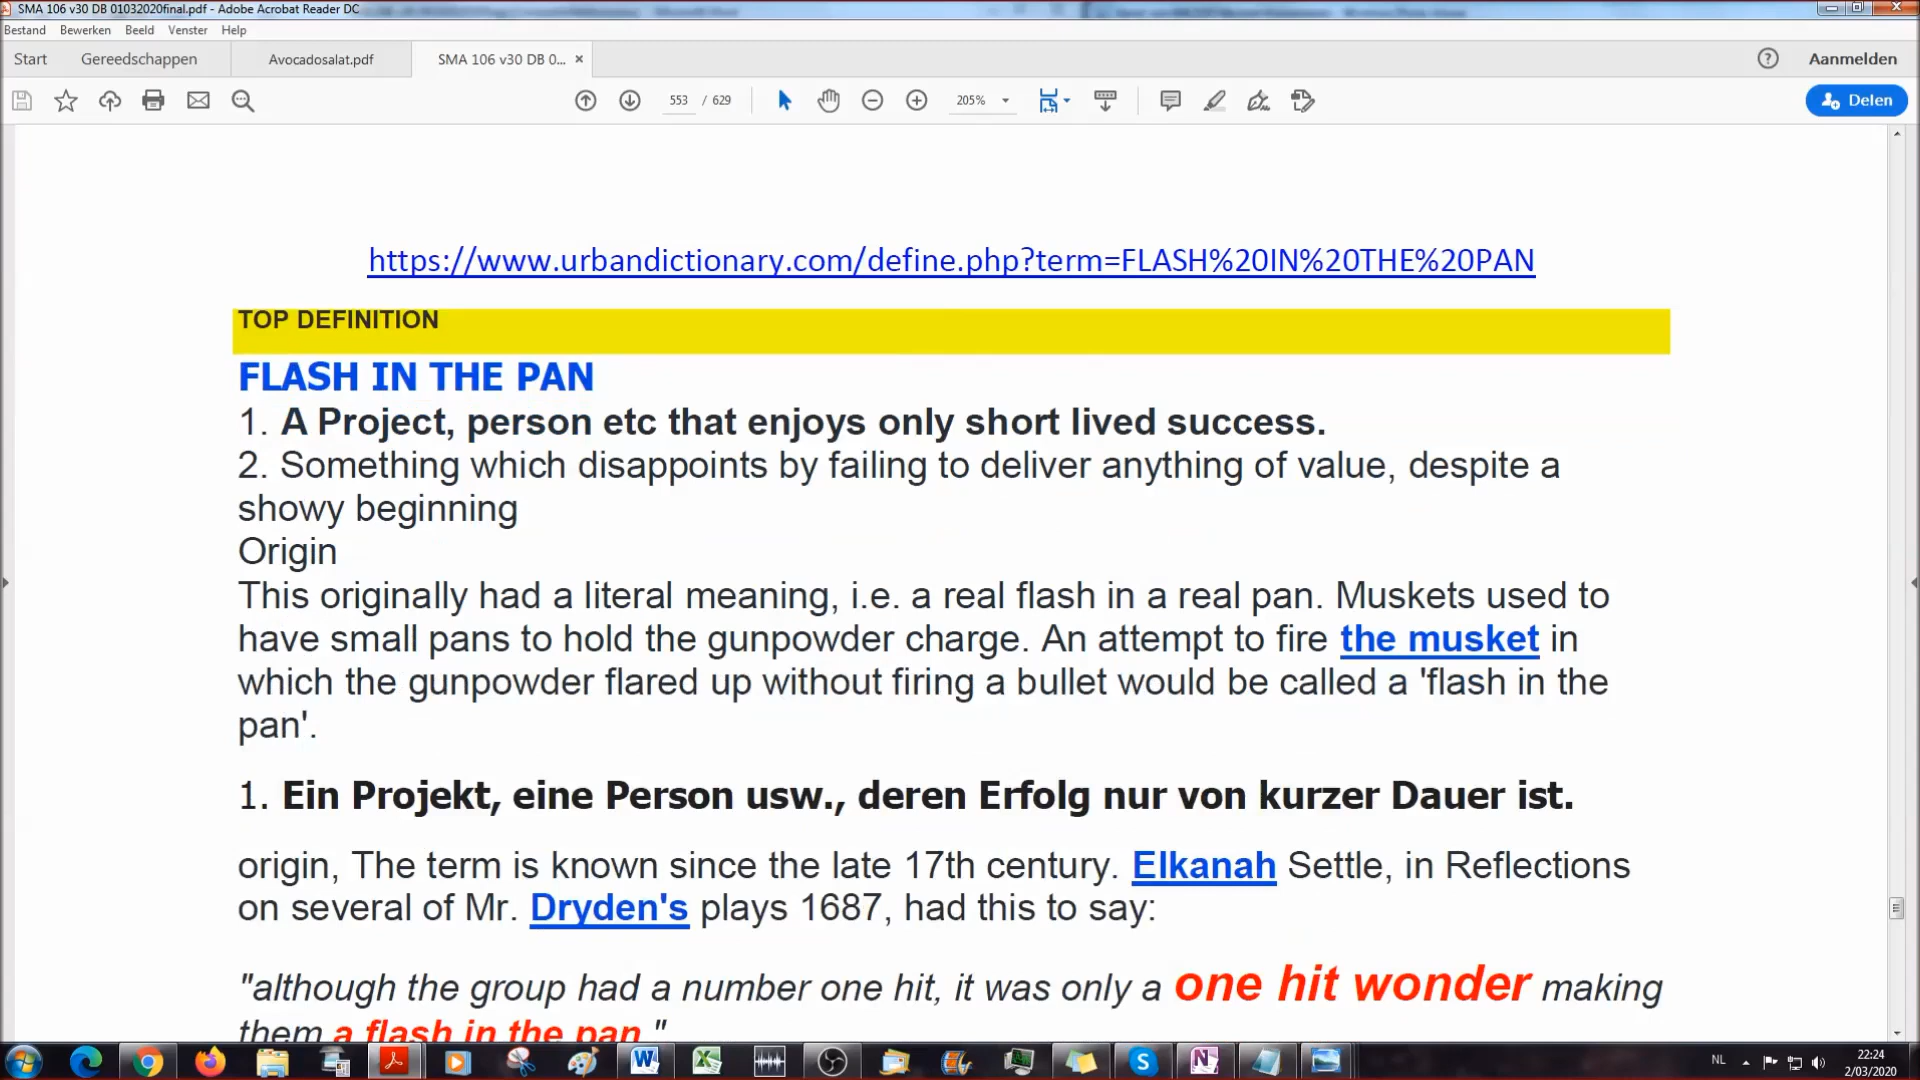 SMA 106 v30 DB 01032020final.pdf - Adobe Acrobat Reader DC
Bestand Bewerken Beeld Venster Help
Start Gereedschappen Avocadosalat.pdf SMA 106 v30 DB 0... × ? Aanmelden
553 / 629 205% Delen
https://www.urbandictionary.com/define.php?term=FLASH%20IN%20THE%20PAN
TOP DEFINITION
FLASH IN THE PAN
1. A Project, person etc that enjoys only short lived success.
2. Something which disappoints by failing to deliver anything of value, despite a
showy beginning
Origin
This originally had a literal meaning, i.e. a real flash in a real pan. Muskets used to
have small pans to hold the gunpowder charge. An attempt to fire the musket in
which the gunpowder flared up without firing a bullet would be called a 'flash in the
pan'.
1. Ein Projekt, eine Person usw., deren Erfolg nur von kurzer Dauer ist.
origin, The term is known since the late 17th century. Elkanah Settle, in Reflections
on several of Mr. Dryden's plays 1687, had this to say:
"although the group had a number one hit, it was only a one hit wonder making
them a flash in the pan."
NL 22:24
2/03/2020